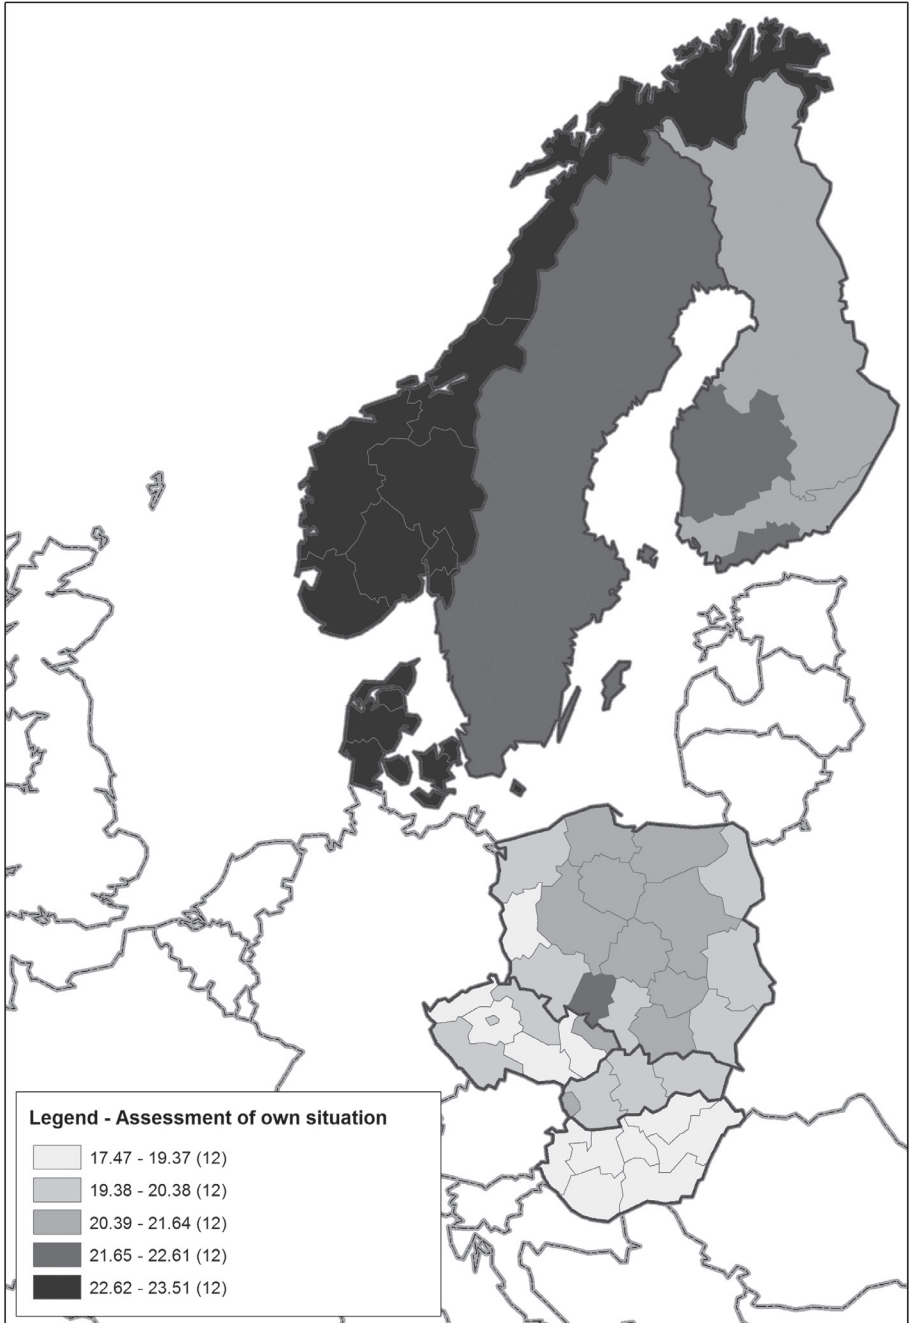 Legend - Assessment of own situation
17.47 - 19.37 (12)
19.38 - 20.38 (12)
20.39 - 21.64 (12)
21.65 - 22.61 (12)
22.62 - 23.51 (12)